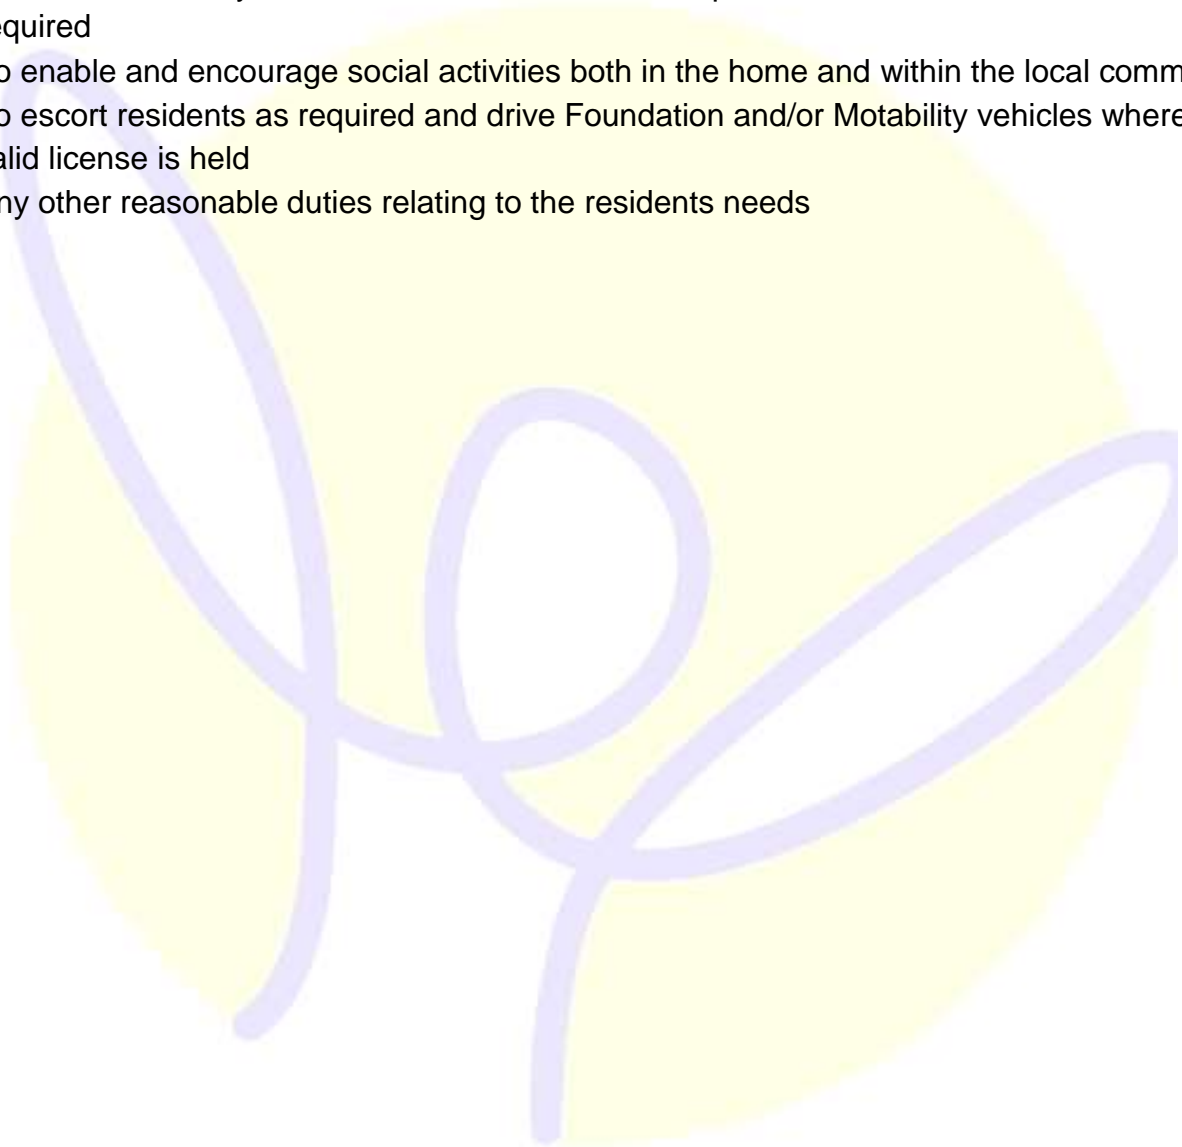 equired
o enable and encourage social activities both in the home and within the local comm
o escort residents as required and drive Foundation and/or Motability vehicles where
alid license is held
ny other reasonable duties relating to the residents needs